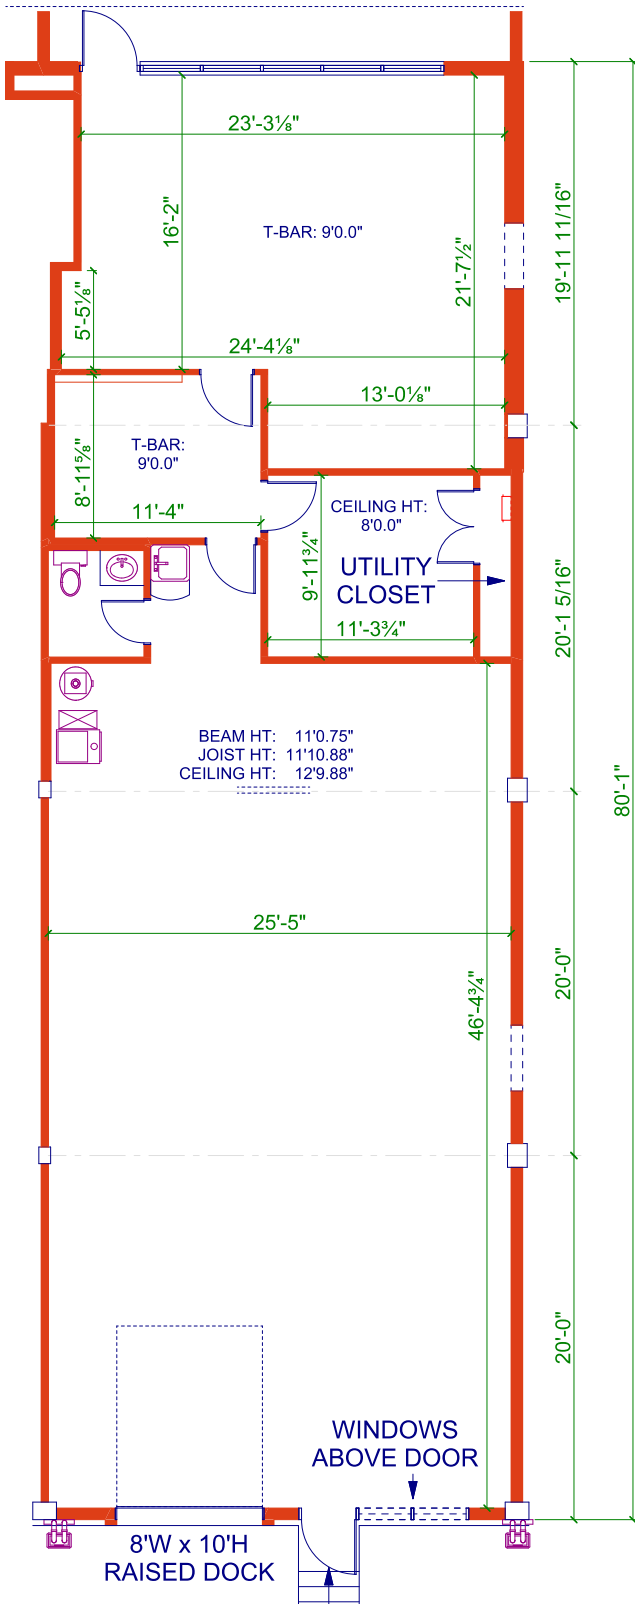 23'-3⅛"
16'-2"
T-BAR: 9'0.0"
19'-11 11/16"
21'-7½"
5'-5⅛"
24'-4⅛"
13'-0⅛"
T-BAR:
9'0.0"
8'-11⅝"
11'-4"
CEILING HT:
8'0.0"
9'-11¾"
UTILITY
CLOSET
20'-1 5/16"
11'-3¾"
BEAM HT: 11'0.75"
JOIST HT: 11'10.88"
CEILING HT: 12'9.88"
80'-1"
25'-5"
46'-4¾"
20'-0"
20'-0"
WINDOWS
ABOVE DOOR
8'W x 10'H
RAISED DOCK